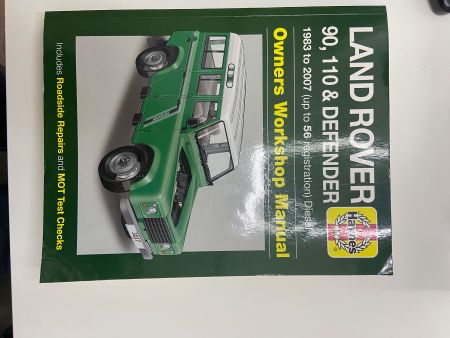 LAND ROVER
90, 110 & DEFENDER
1983 to 2007 (up to 56 registration) Diesel
Owners Workshop Manual
Haynes
Includes Roadside Repairs and MOT Test Checks